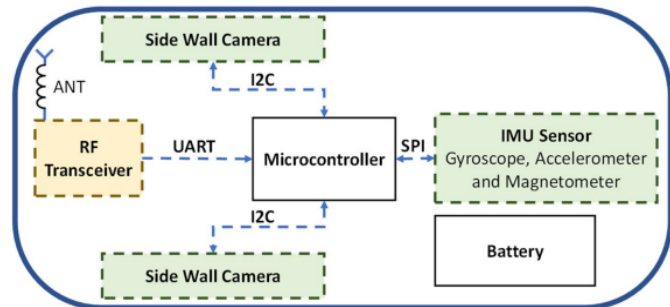 Side Wall Camera
I2C
ANT
RF
Transceiver
UART
Microcontroller
SPI
IMU Sensor
Gyroscope, Accelerometer
and Magnetometer
I2C
Battery
Side Wall Camera